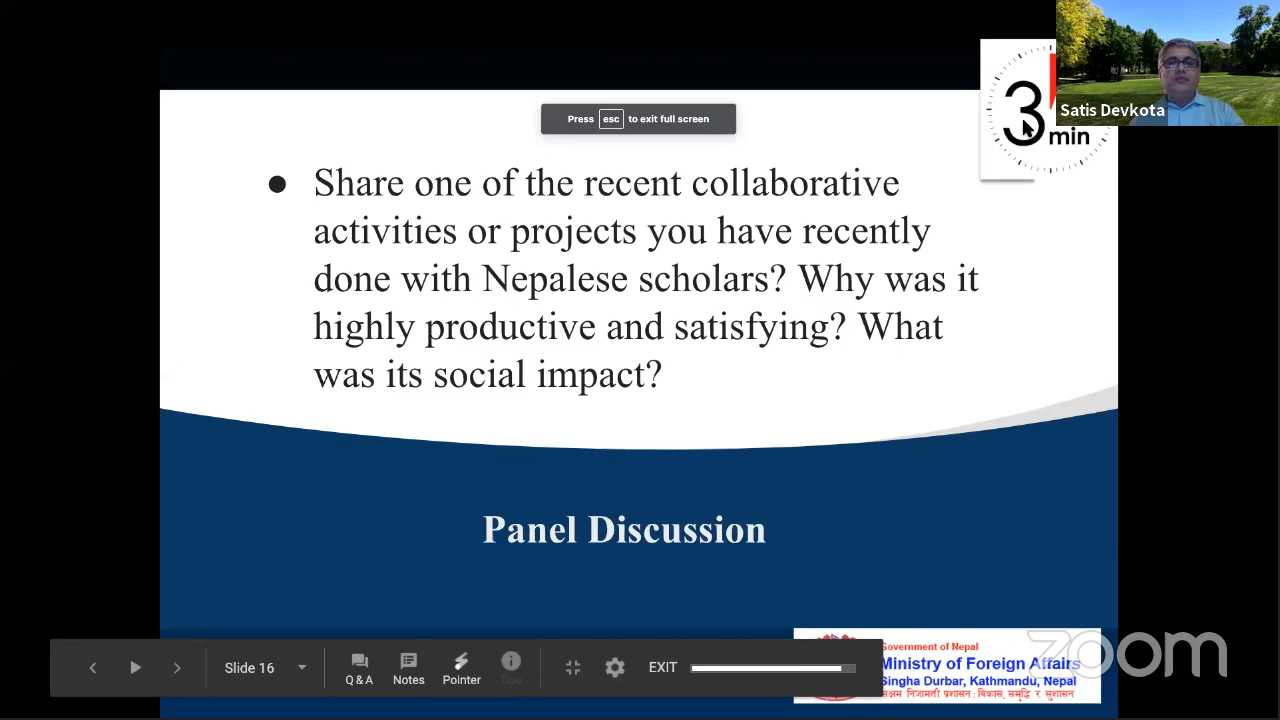 Satis Devkota
3 min
Press esc to exit full screen
● Share one of the recent collaborative
activities or projects you have recently
done with Nepalese scholars? Why was it
highly productive and satisfying? What
was its social impact?
Panel Discussion
Government of Nepal
Ministry of Foreign Affairs
Singha Durbar, Kathmandu, Nepal
सक्षम निजामती प्रशासन : विकास, समृद्धि र सुशासन
zoom
Slide 16
Q&A
Notes
Pointer
Tips
EXIT